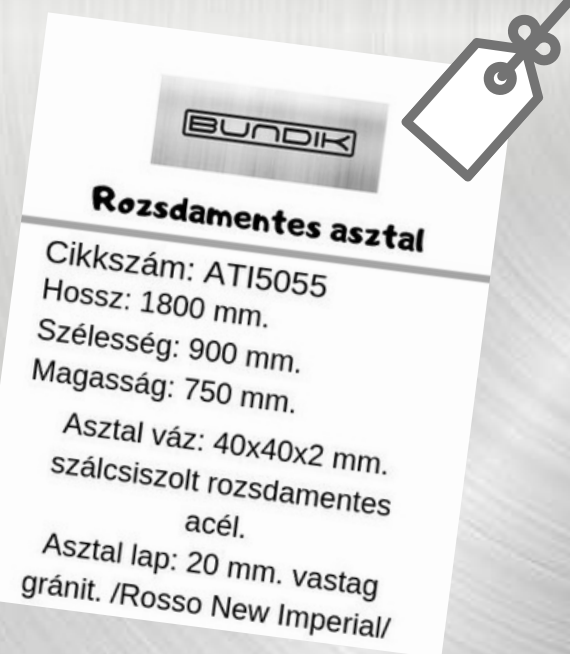 BUNDIK
Rozsdamentes asztal
Cikkszám: ATI5055
Hossz: 1800 mm.
Szélesség: 900 mm.
Magasság: 750 mm.
Asztal váz: 40x40x2 mm.
szálcsiszolt rozsdamentes
acél.
Asztal lap: 20 mm. vastag
gránit. /Rosso New Imperial/